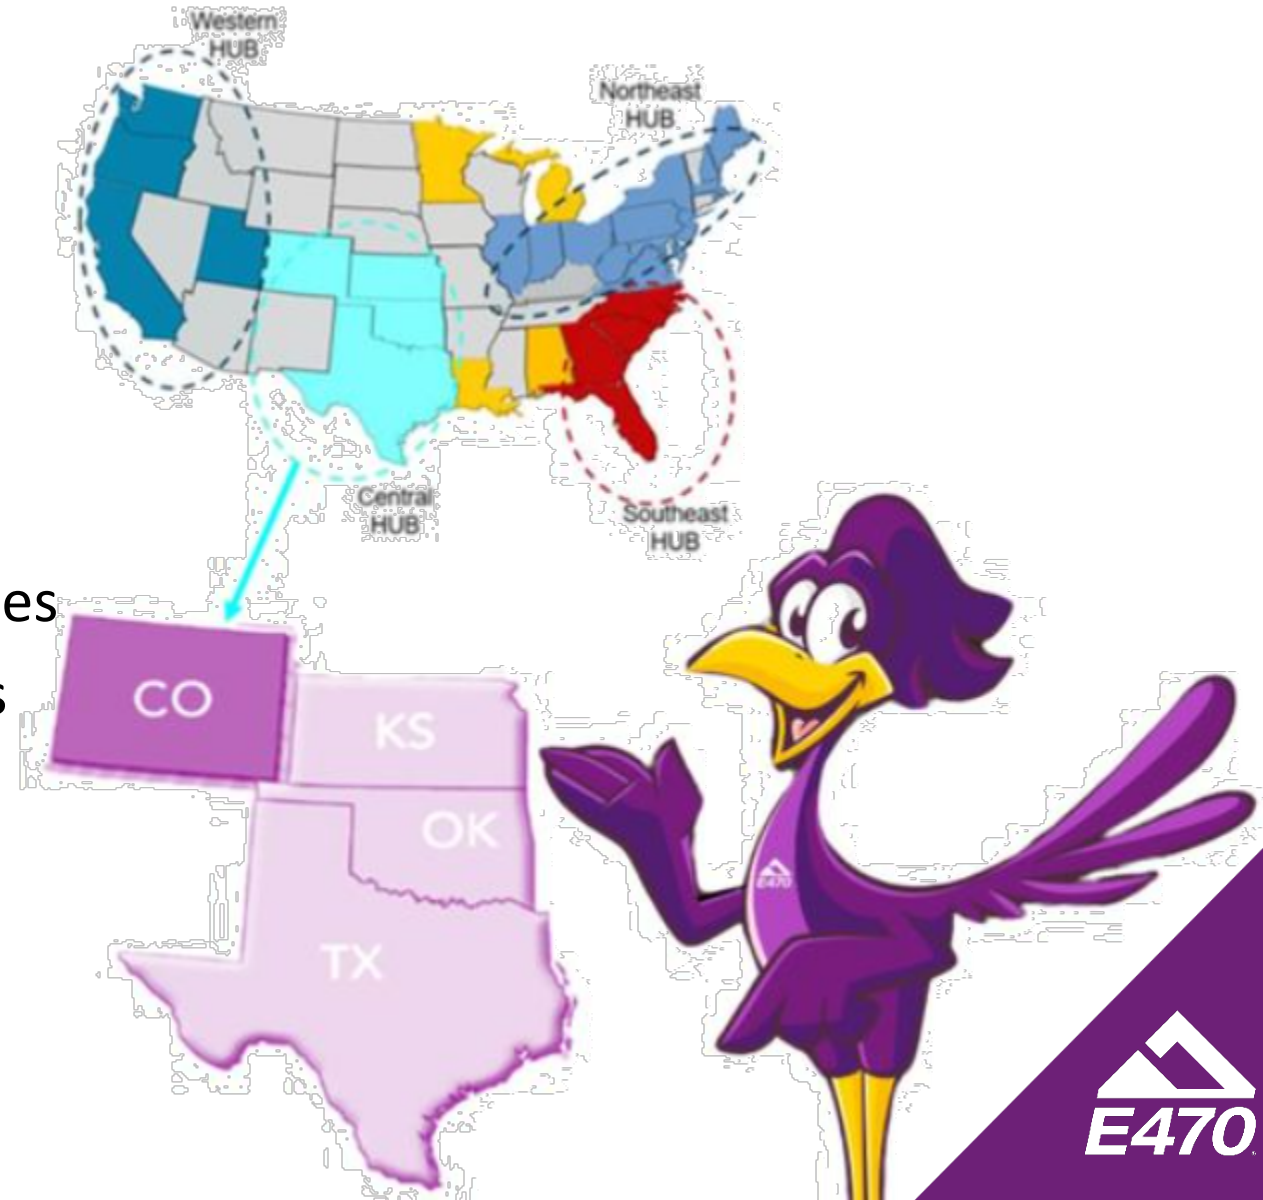 Western
HUB
Northeast
HUB
Central
HUB
Southeast
HUB
es
s
CO
KS
OK
TX
E470
E470